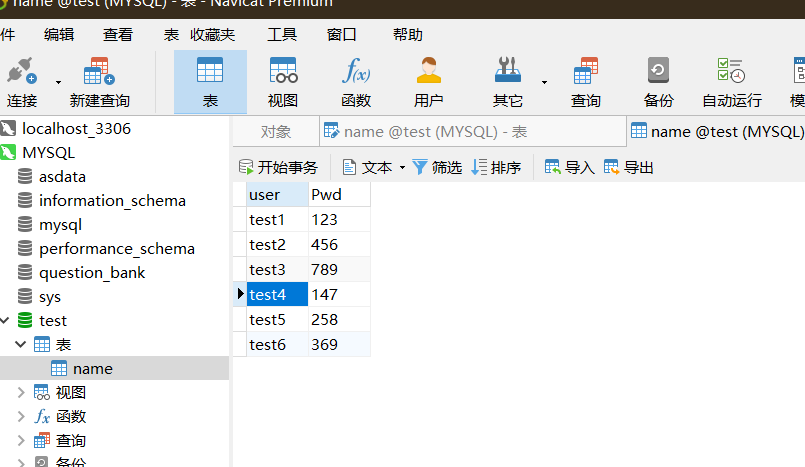 name @test (MYSQL) - 表 - Navicat Premium
件 编辑 查看 表 收藏夹 工具 窗口 帮助
连接 新建查询 表 视图 函数 用户 其它 查询 备份 自动运行 模
localhost_3306
MYSQL
asdata
information_schema
mysql
performance_schema
question_bank
sys
test
表
name
视图
函数
查询
备份
对象 name @test (MYSQL) - 表 name @test (MYSQL)
开始事务 文本 筛选 排序 导入 导出
user Pwd
test1 123
test2 456
test3 789
test4 147
test5 258
test6 369